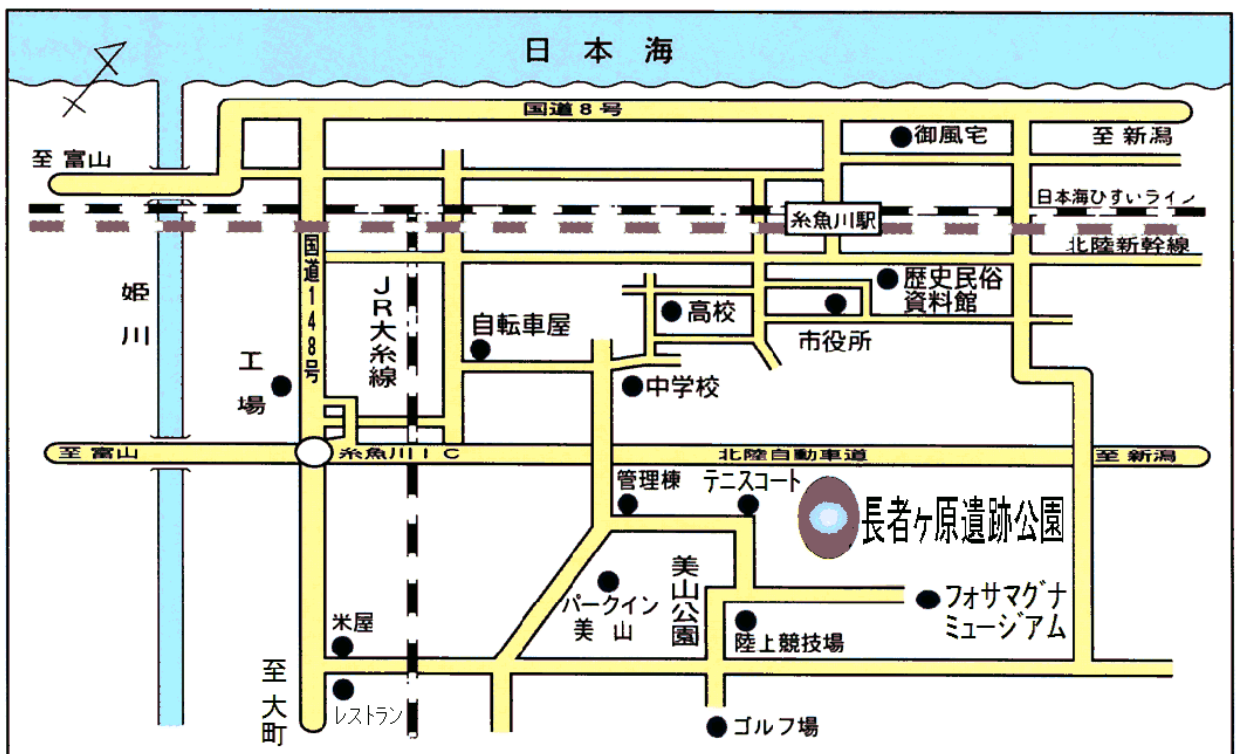 日本海
国道8号
御風宅
至 新潟
至 富山
日本海ひすいライン
糸魚川駅
北陸新幹線
国道148号
姫川
JR大糸線
歴史民俗
資料館
高校
市役所
自転車屋
工場
中学校
至 富山
糸魚川IC
北陸自動車道
至 新潟
管理棟
テニスコート
長者ヶ原遺跡公園
美山公園
パークイン
美山
フォサマグナ
ミュージアム
米屋
陸上競技場
至大町
レストラン
ゴルフ場